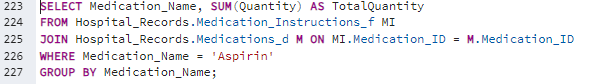 223 SELECT Medication_Name, SUM(Quantity) AS TotalQuantity
224 FROM Hospital_Records.Medication_Instructions_f MI
225 JOIN Hospital_Records.Medications_d M ON MI.Medication_ID = M.Medication_ID
226 WHERE Medication_Name = 'Aspirin'
227 GROUP BY Medication_Name;